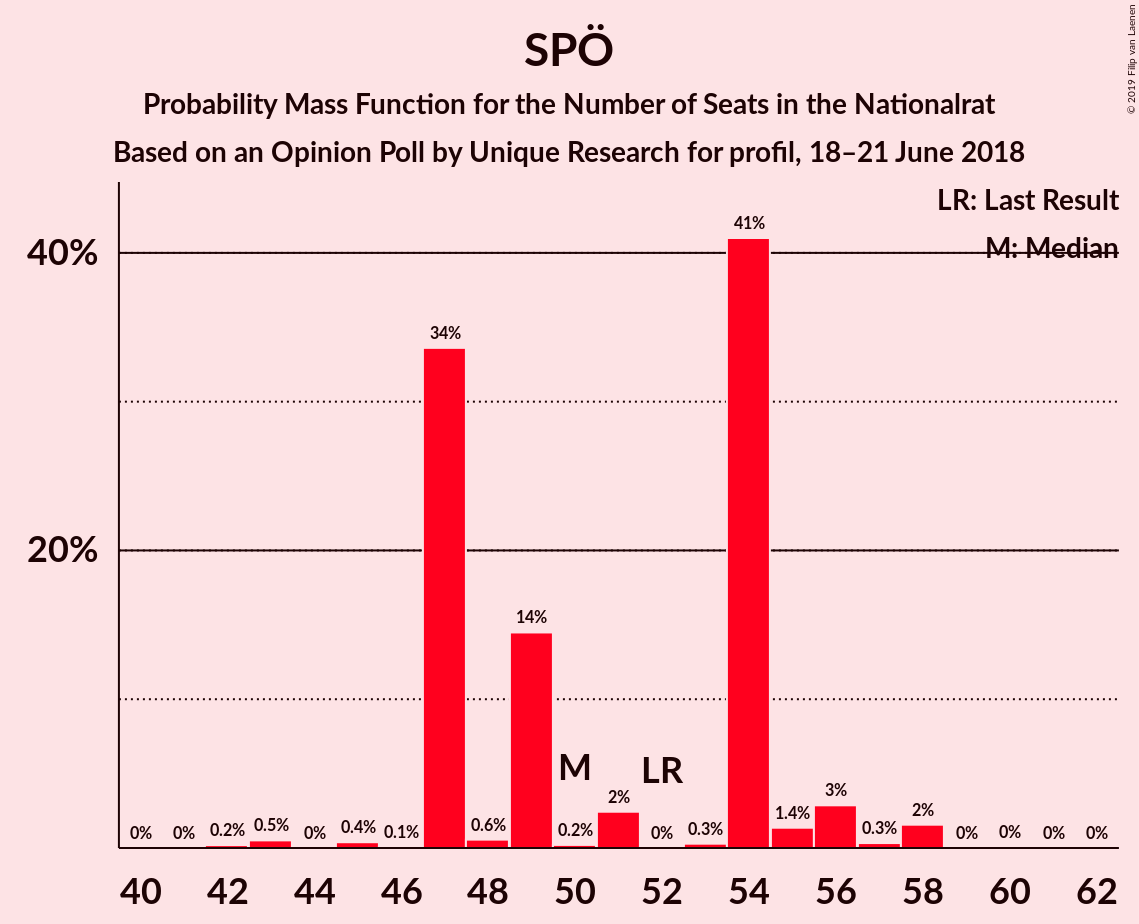 SPÖ
Probability Mass Function for the Number of Seats in the Nationalrat
Based on an Opinion Poll by Unique Research for profil, 18–21 June 2018
© 2019 Filip van Laenen
LR: Last Result
M: Median
40%
20%
0%
0%
0.2%
0.5%
0%
0.4%
0.1%
34%
0.6%
14%
0.2%
2%
0%
0.3%
41%
1.4%
3%
0.3%
2%
0%
0%
0%
0%
M
LR
40 42 44 46 48 50 52 54 56 58 60 62